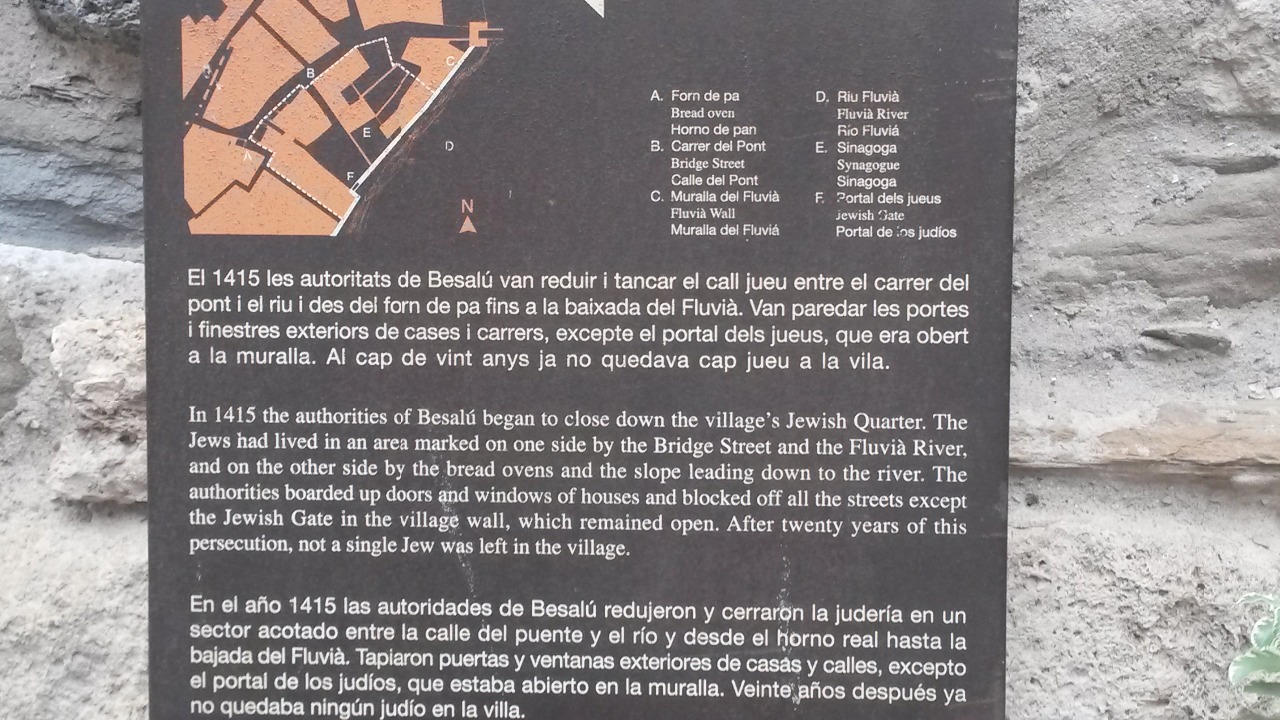 B
C
B
E
A
D
F
N
A. Forn de pa
Bread oven
Horno de pan
B. Carrer del Pont
Bridge Street
Calle del Pont
C. Muralla del Fluvià
Fluvià Wall
Muralla del Fluviá
D. Riu Fluvià
Fluvià River
Río Fluviá
E. Sinagoga
Synagogue
Sinagoga
F. Portal dels jueus
Jewish Gate
Portal de los judíos
El 1415 les autoritats de Besalú van reduir i tancar el call jueu entre el carrer del
pont i el riu i des del forn de pa fins a la baixada del Fluvià. Van paredar les portes
i finestres exteriors de cases i carrers, excepte el portal dels jueus, que era obert
a la muralla. Al cap de vint anys ja no quedava cap jueu a la vila.
In 1415 the authorities of Besalú began to close down the village's Jewish Quarter. The
Jews had lived in an area marked on one side by the Bridge Street and the Fluvià River,
and on the other side by the bread ovens and the slope leading down to the river. The
authorities boarded up doors and windows of houses and blocked off all the streets except
the Jewish Gate in the village wall, which remained open. After twenty years of this
persecution, not a single Jew was left in the village.
En el año 1415 las autoridades de Besalú redujeron y cerraron la judería en un
sector acotado entre la calle del puente y el río y desde el horno real hasta la
bajada del Fluvià. Tapiaron puertas y ventanas exteriores de casas y calles, excepto
el portal de los judíos, que estaba abierto en la muralla. Veinte años después ya
no quedaba ningún judío en la villa.